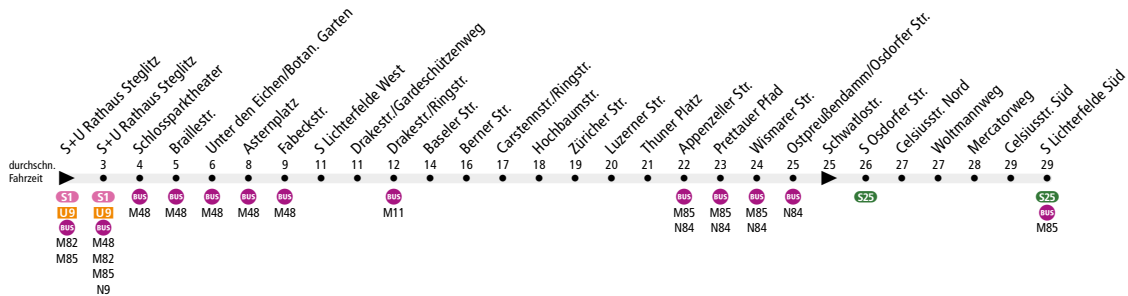 S+U Rathaus Steglitz
S+U Rathaus Steglitz
Schlossparktheater
Braillestr.
Unter den Eichen/Botan. Garten
Asternplatz
Fabeckstr.
S Lichterfelde West
Drakestr./Gardeschützenweg
Drakestr./Ringstr.
Baseler Str.
Berner Str.
Carstennstr./Ringstr.
Hochbaumstr.
Züricher Str.
Luzerner Str.
Thuner Platz
Appenzeller Str.
Prettauer Pfad
Wismarer Str.
Ostpreußendamm/Osdorfer Str.
Schwatlostr.
S Osdorfer Str.
Celsiusstr. Nord
Woltmannweg
Mercatorweg
Celsiusstr. Süd
S Lichterfelde Süd
durchschn. 3 4 5 6 8 9 11 11 12 14 16 17 18 19 20 21 22 23 24 25 25 26 27 27 28 29 29
Fahrzeit
S1 S1 BUS BUS BUS BUS BUS BUS BUS BUS BUS BUS S25 S25
U9 U9 M48 M48 M48 M48 M48 M11 M85 M85 M85 N84 BUS
BUS BUS N84 N84 N84 M85
M82 M48
M85 M82
M85
N9